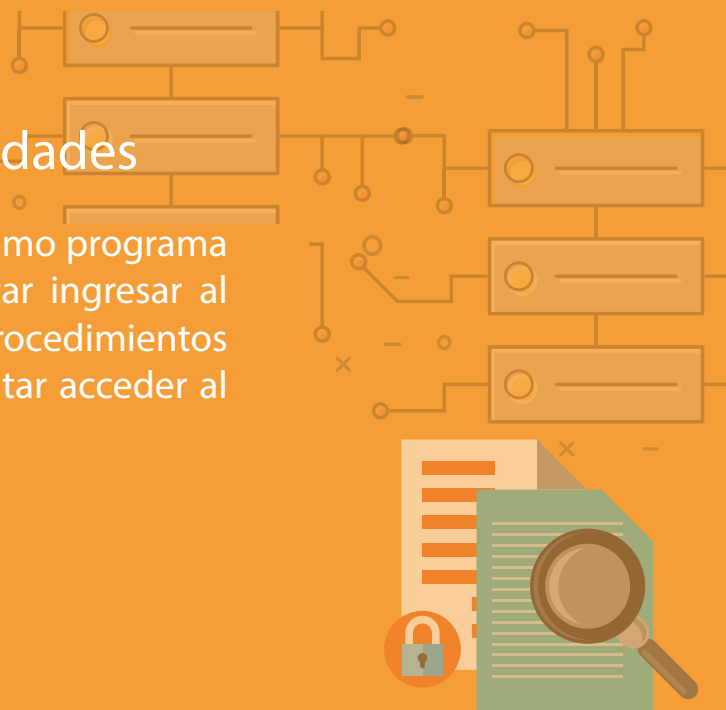 dades
mo programa
ar ingresar al
rocedimientos
tar acceder al